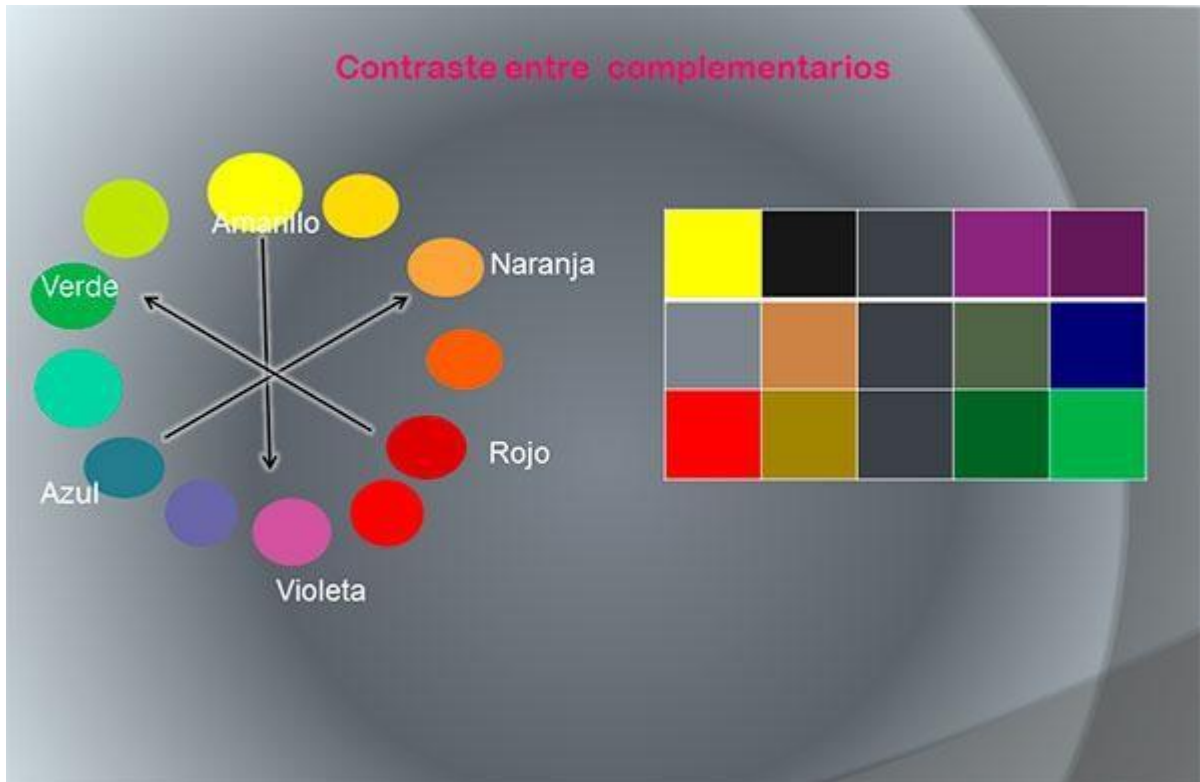 Contraste entre  complementarios
Amarillo
Naranja
Verde
Rojo
Azul
Violeta